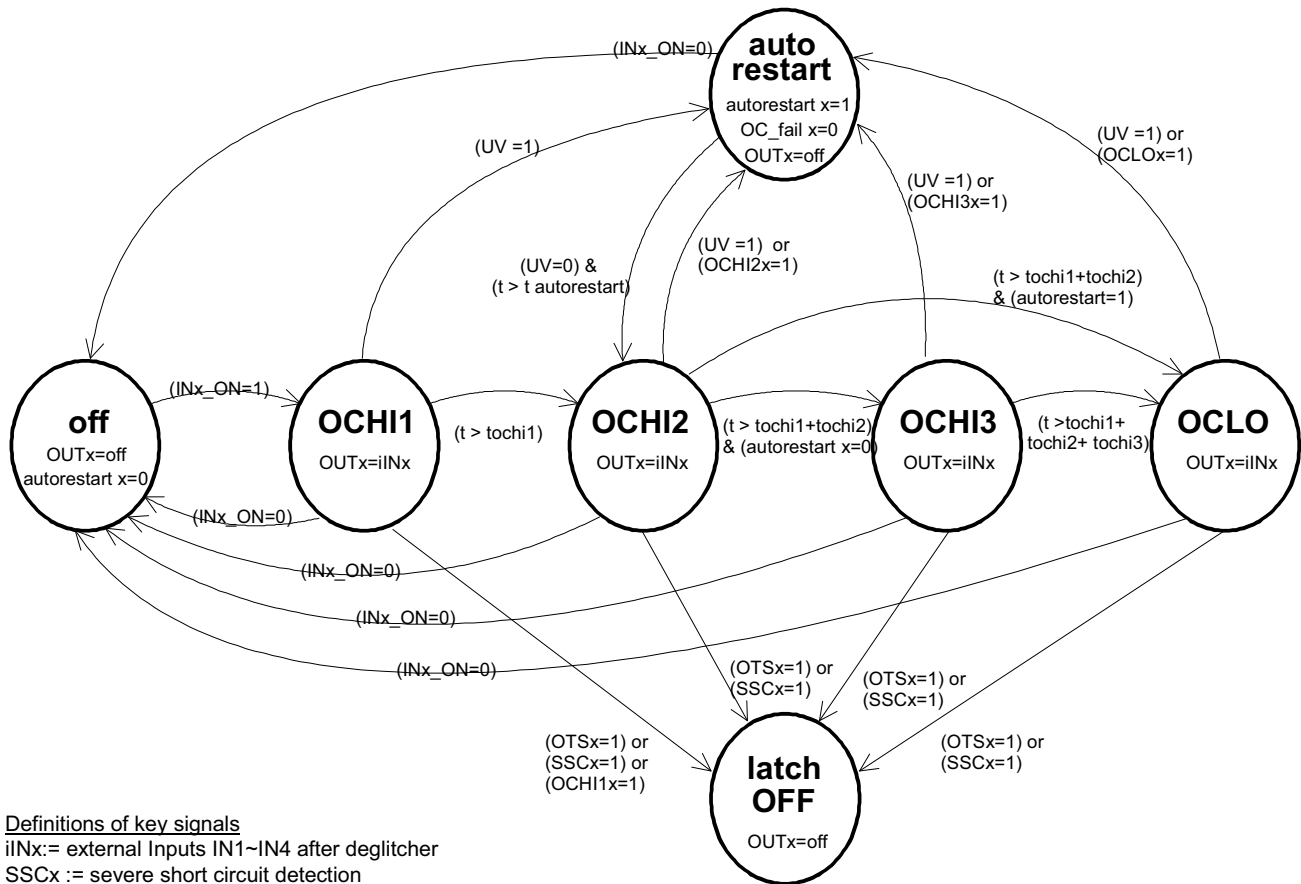 (INx_ON=0)
auto
restart
autorestart x=1
OC_fail x=0
OUTx=off
(UV =1)
(UV =1) or
(OCLOx=1)
(UV =1) or
(OCHI3x=1)
(UV =1) or
(OCHI2x=1)
(UV=0) &
(t > t autorestart)
(t > tochi1+tochi2)
& (autorestart=1)
off
OUTx=off
autorestart x=0
(INx_ON=1)
OCHI1
OUTx=iINx
(t > tochi1)
OCHI2
OUTx=iINx
(t > tochi1+tochi2)
& (autorestart x=0)
OCHI3
OUTx=iINx
(t >tochi1+
tochi2+ tochi3)
OCLO
OUTx=iINx
(INx_ON=0)
(INx_ON=0)
(INx_ON=0)
(INx_ON=0)
(OTSx=1) or
(SSCx=1) or
(OCHI1x=1)
(OTSx=1) or
(SSCx=1)
(OTSx=1) or
(SSCx=1)
(OTSx=1) or
(SSCx=1)
latch
OFF
OUTx=off
Definitions of key signals
iINx:= external Inputs IN1~IN4 after deglitcher
SSCx := severe short circuit detection